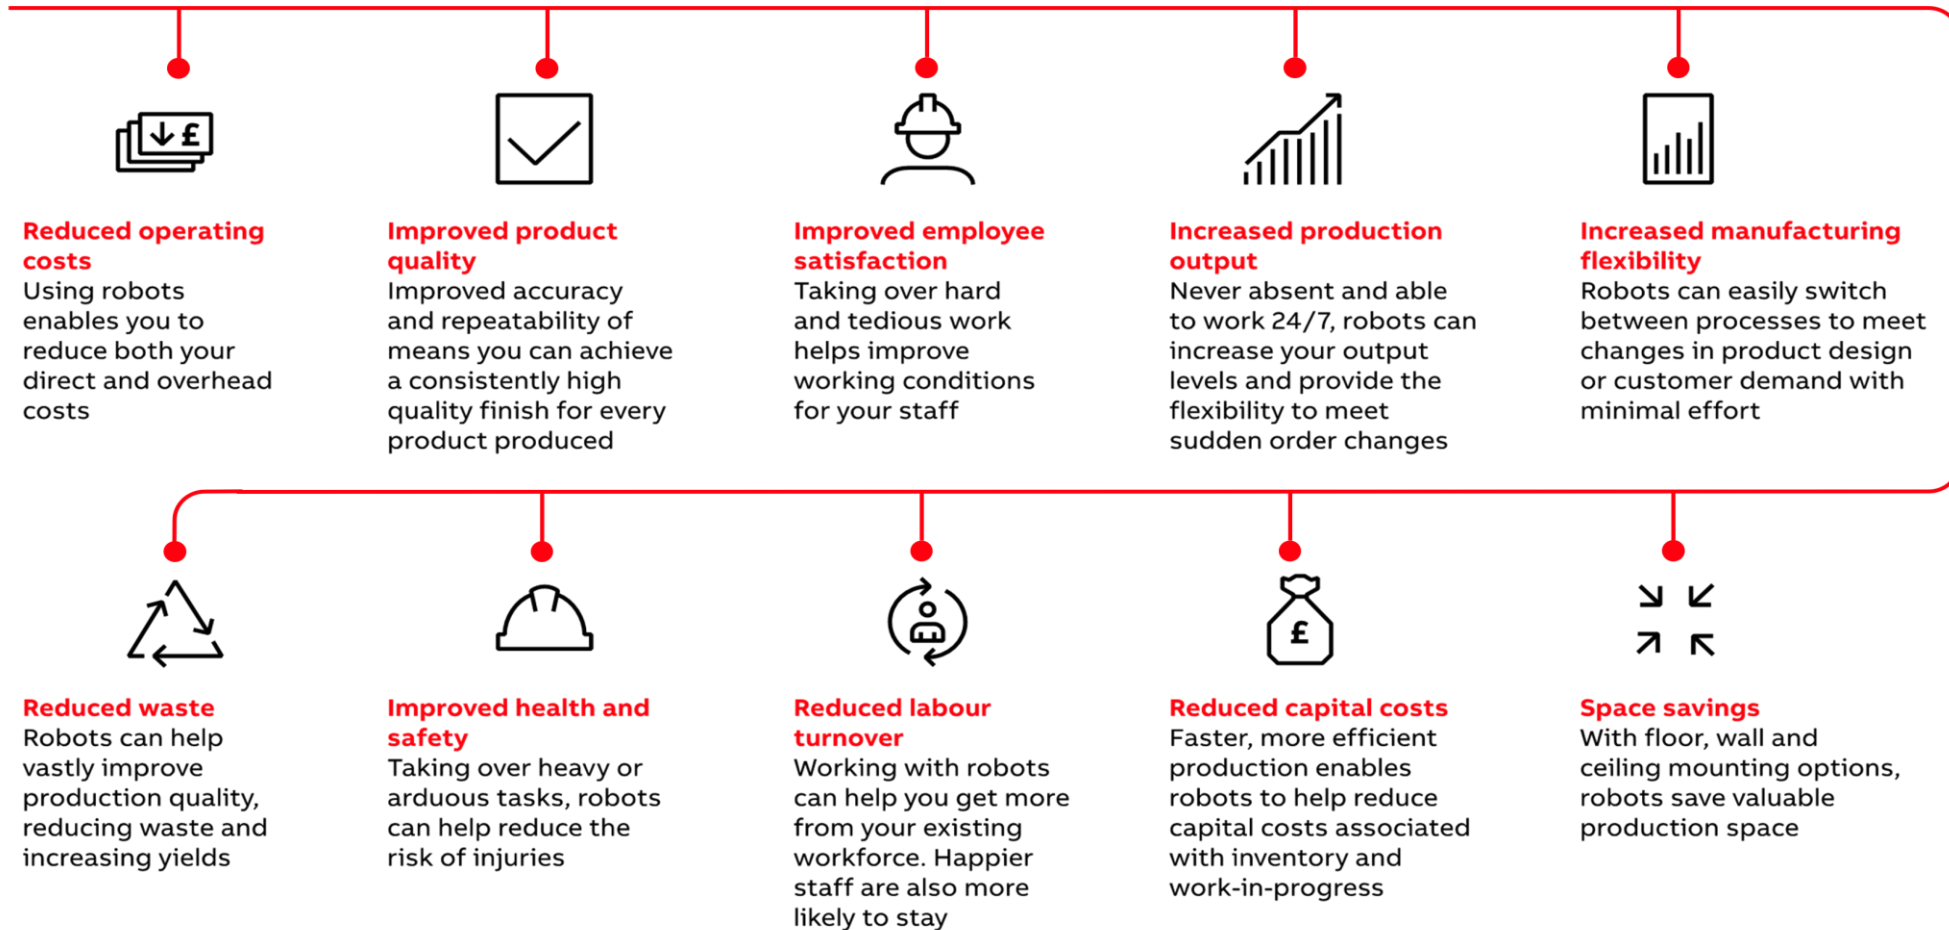 £
Reduced operating
costs
Using robots
enables you to
reduce both your
direct and overhead
costs
Improved product
quality
Improved accuracy
and repeatability of
means you can achieve
a consistently high
quality finish for every
product produced
Improved employee
satisfaction
Taking over hard
and tedious work
helps improve
working conditions
for your staff
Increased production
output
Never absent and able
to work 24/7, robots can
increase your output
levels and provide the
flexibility to meet
sudden order changes
Increased manufacturing
flexibility
Robots can easily switch
between processes to meet
changes in product design
or customer demand with
minimal effort
Reduced waste
Robots can help
vastly improve
production quality,
reducing waste and
increasing yields
Improved health and
safety
Taking over heavy or
arduous tasks, robots
can help reduce the
risk of injuries
Reduced labour
turnover
Working with robots
can help you get more
from your existing
workforce. Happier
staff are also more
likely to stay
£
Reduced capital costs
Faster, more efficient
production enables
robots to help reduce
capital costs associated
with inventory and
work-in-progress
Space savings
With floor, wall and
ceiling mounting options,
robots save valuable
production space